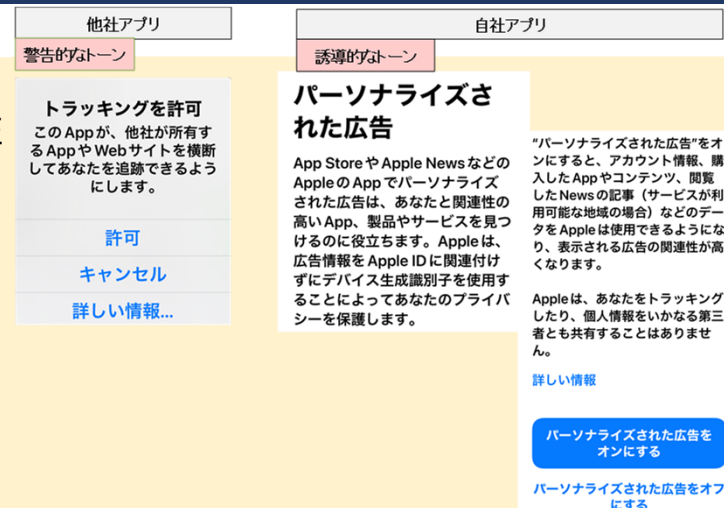 他社アプリ
警告的なトーン
トラッキングを許可
このAppが、他社が所有す
るAppやWebサイトを横断
してあなたを追跡できるよう
にします。
許可
キャンセル
詳しい情報...
自社アプリ
誘導的なトーン
パーソナライズさ
れた広告
App StoreやApple Newsなどの
AppleのAppでパーソナライズ
された広告は、あなたと関連性の
高いApp、製品やサービスを見つ
けるのに役立ちます。Appleは、
広告情報をApple IDに関連付け
ずにデバイス生成識別子を使用す
ることによってあなたのプライバ
シーを保護します。
“パーソナライズされた広告”をオ
ンにすると、アカウント情報、購
入したAppやコンテンツ、閲覧
したNewsの記事（サービスが利
用可能な地域の場合）などのデー
タをAppleは使用できるようにな
り、表示される広告の関連性が高
くなります。
Appleは、あなたをトラッキング
したり、個人情報をいかなる第三
者とも共有することはありませ
ん。
詳しい情報
パーソナライズされた広告を
オンにする
パーソナライズされた広告をオフ
にする